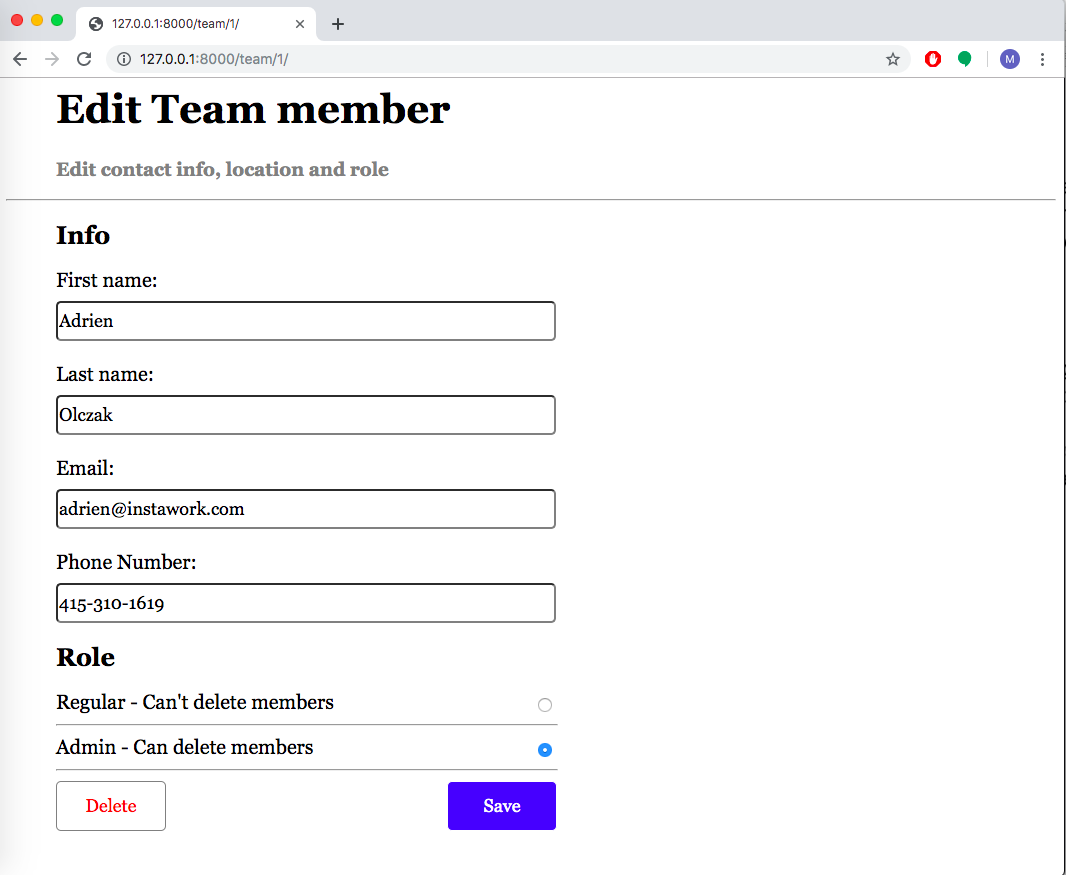 127.0.0.1:8000/team/1/
127.0.0.1:8000/team/1/
M
Edit Team member
Edit contact info, location and role
Info
First name:
Adrien
Last name:
Olczak
Email:
adrien@instawork.com
Phone Number:
415-310-1619
Role
Regular - Can't delete members
Admin - Can delete members
Delete Save